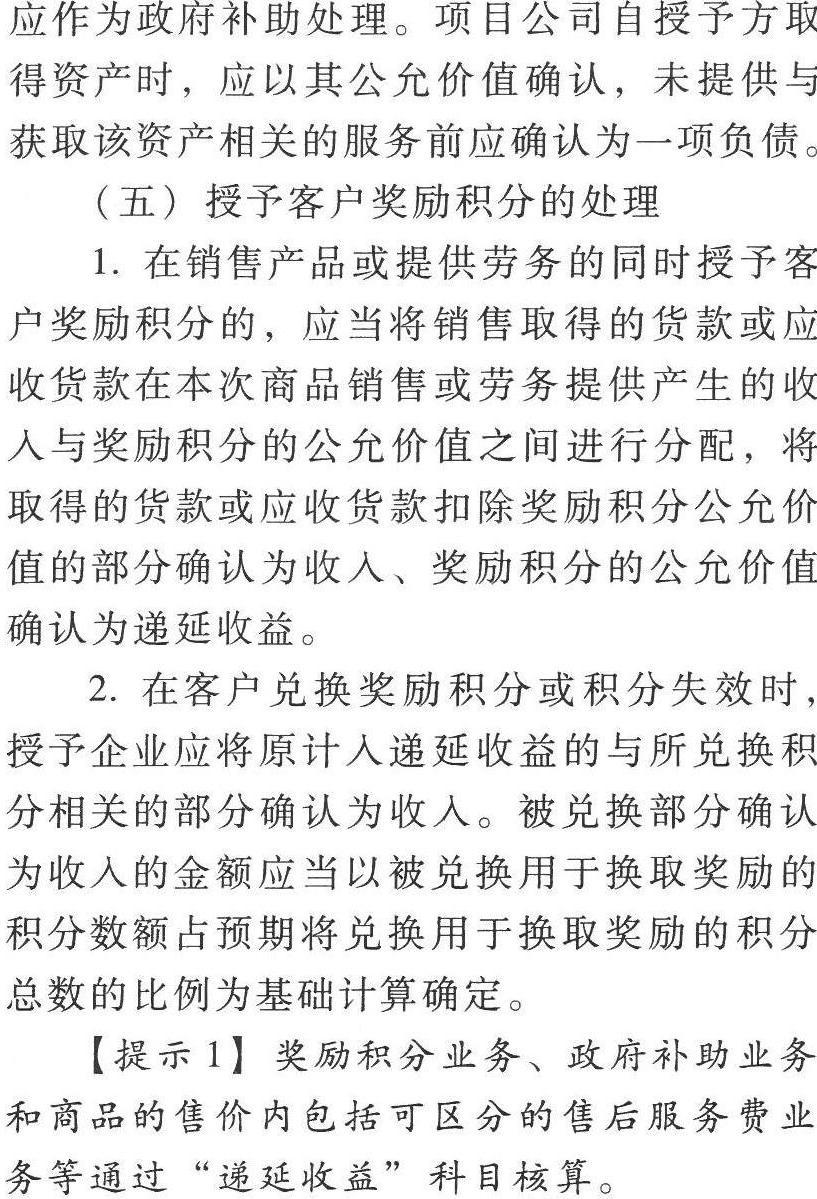 应作为政府补助处理。项目公司自授予方取
得资产时，应以其公允价值确认，未提供与
获取该资产相关的服务前应确认为一项负债。
（五）授予客户奖励积分的处理
1. 在销售产品或提供劳务的同时授予客
户奖励积分的，应当将销售取得的货款或应
收货款在本次商品销售或劳务提供产生的收
入与奖励积分的公允价值之间进行分配，将
取得的货款或应收货款扣除奖励积分公允价
值的部分确认为收入、奖励积分的公允价值
确认为递延收益。
2. 在客户兑换奖励积分或积分失效时，
授予企业应将原计入递延收益的与所兑换积
分相关的部分确认为收入。被兑换部分确认
为收入的金额应当以被兑换用于换取奖励的
积分数额占预期将兑换用于换取奖励的积分
总数的比例为基础计算确定。
【提示1】奖励积分业务、政府补助业务
和商品的售价内包括可区分的售后服务费业
务等通过“递延收益”科目核算。